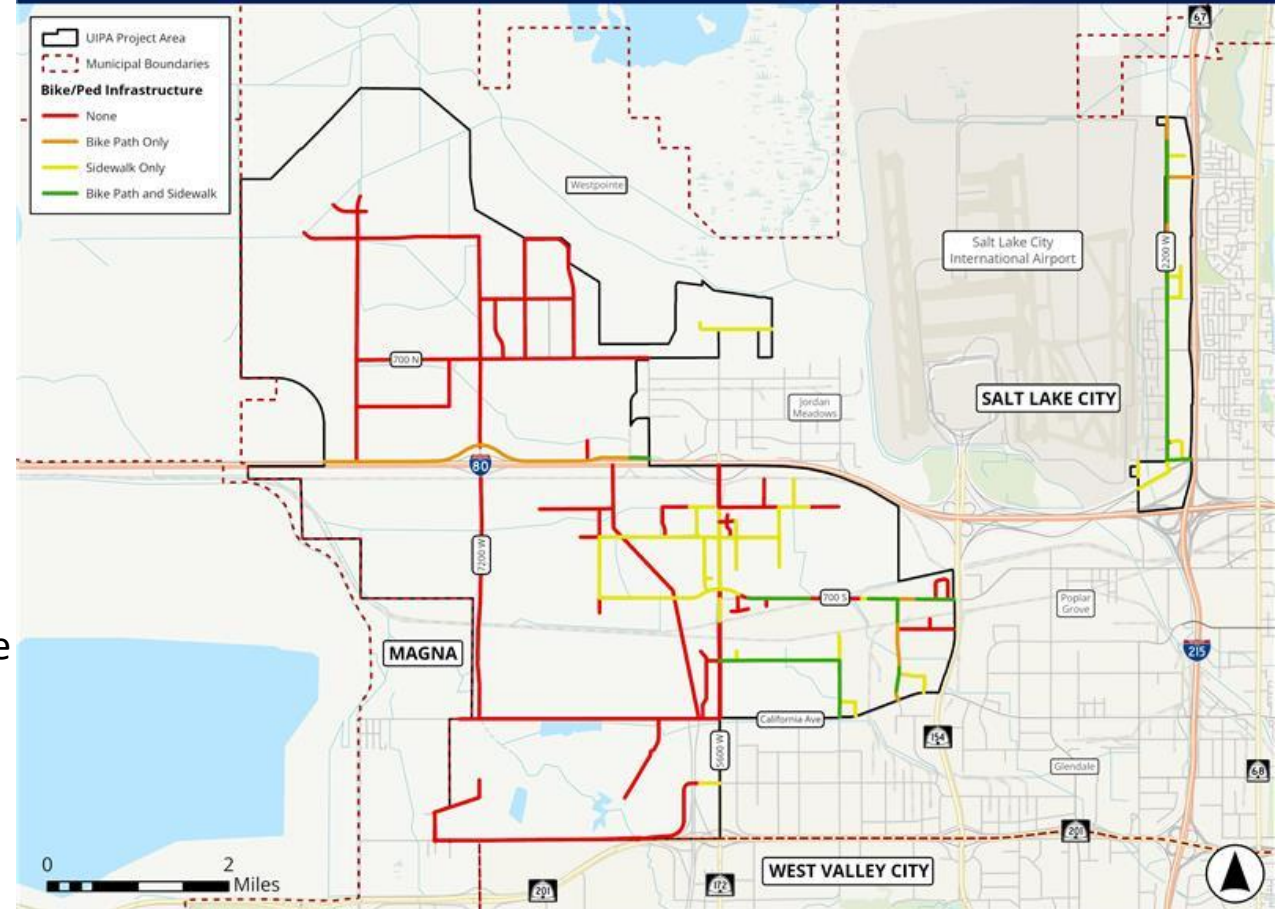 UIPA Project Area
Municipal Boundaries
Bike/Ped Infrastructure
None
Bike Path Only
Sidewalk Only
Bike Path and Sidewalk
67
Westpointe
Salt Lake City
International Airport
2200 W
700 N
Jordan
Meadows
SALT LAKE CITY
80
7200 W
700 S
Poplar
Grove
e
MAGNA
215
California Ave
5600 W
154
Glendale
68
201
0
2
Miles
201
172
WEST VALLEY CITY